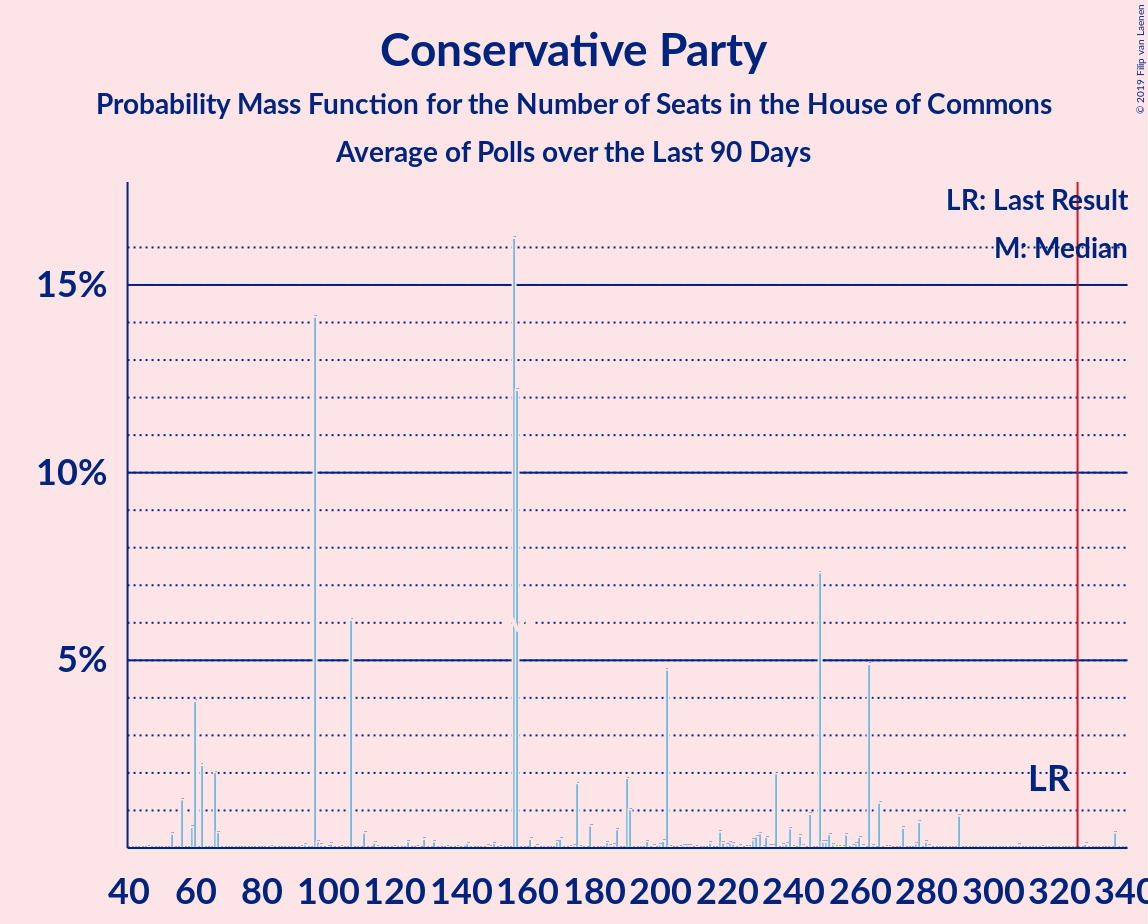 Conservative Party
Probability Mass Function for the Number of Seats in the House of Commons
Average of Polls over the Last 90 Days
© 2019 Filip van Laenen
LR: Last Result
M: Median
15%
10%
5%
M
LR
40 60 80 100 120 140 160 180 200 220 240 260 280 300 320 340